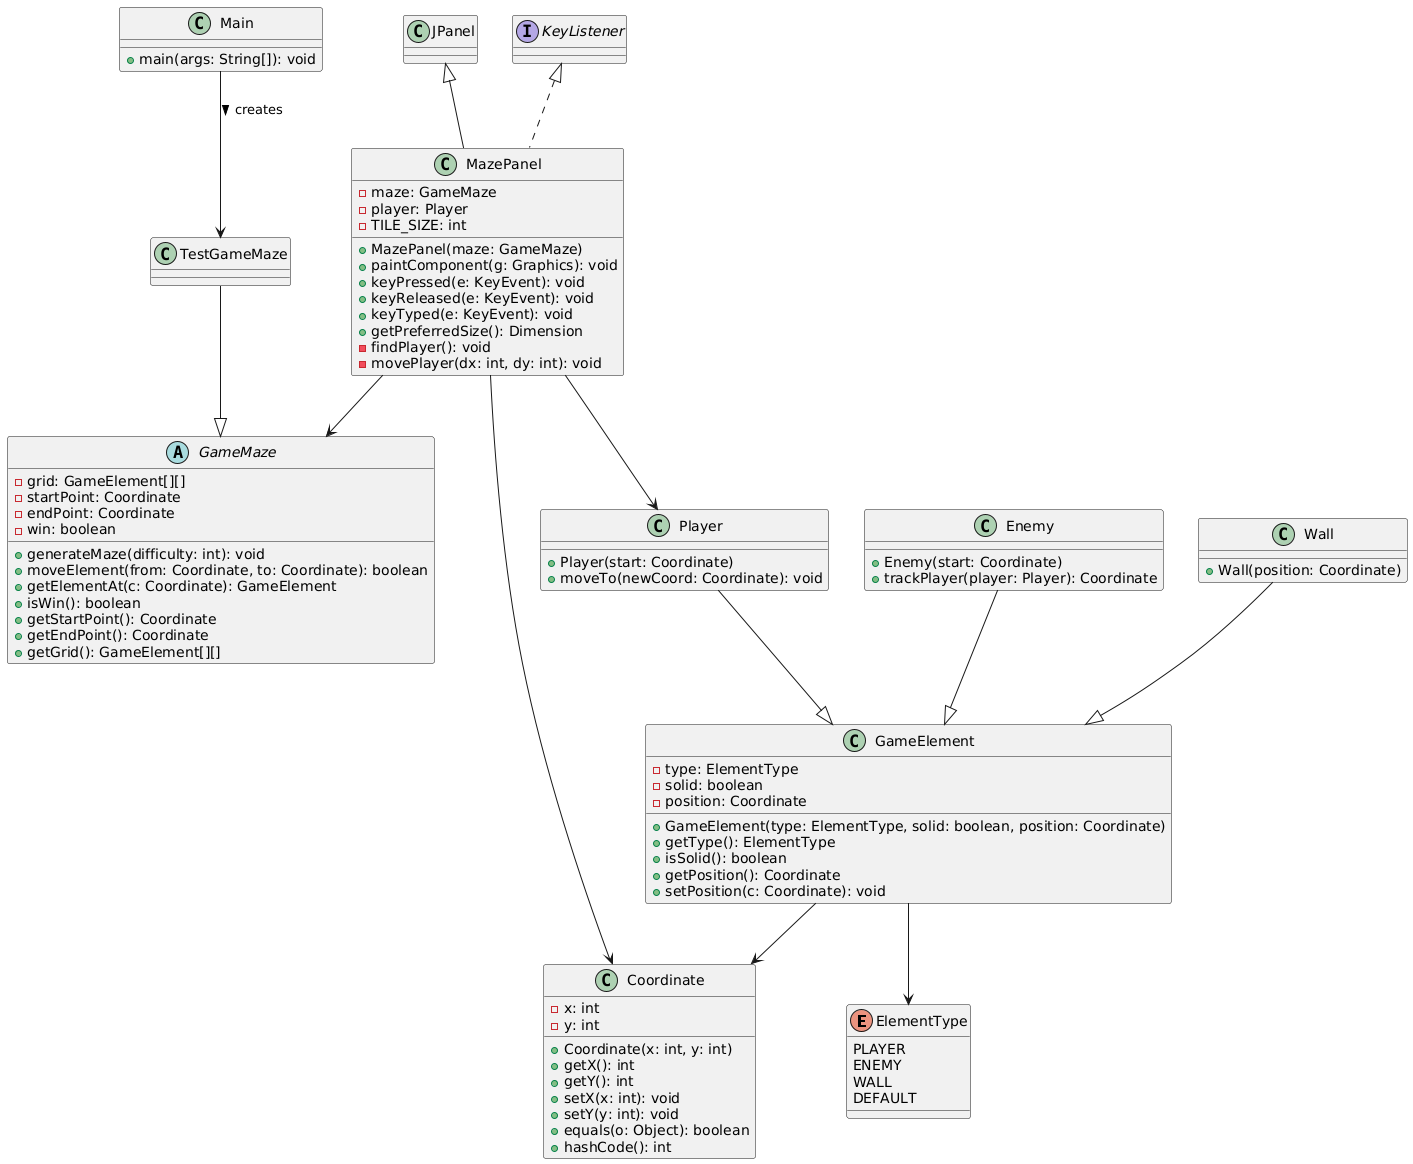 C Main
+ main(args: String[]): void
C JPanel
I KeyListener
creates
C MazePanel
maze: GameMaze
player: Player
TILE_SIZE: int
MazePanel(maze: GameMaze)
paintComponent(g: Graphics): void
keyPressed(e: KeyEvent): void
keyReleased(e: KeyEvent): void
keyTyped(e: KeyEvent): void
getPreferredSize(): Dimension
findPlayer(): void
movePlayer(dx: int, dy: int): void
C TestGameMaze
A GameMaze
grid: GameElement[][]
startPoint: Coordinate
endPoint: Coordinate
win: boolean
generateMaze(difficulty: int): void
moveElement(from: Coordinate, to: Coordinate): boolean
getElementAt(c: Coordinate): GameElement
isWin(): boolean
getStartPoint(): Coordinate
getEndPoint(): Coordinate
getGrid(): GameElement[][]
C Player
Player(start: Coordinate)
moveTo(newCoord: Coordinate): void
C Enemy
Enemy(start: Coordinate)
trackPlayer(player: Player): Coordinate
C Wall
Wall(position: Coordinate)
C GameElement
type: ElementType
solid: boolean
position: Coordinate
GameElement(type: ElementType, solid: boolean, position: Coordinate)
getType(): ElementType
isSolid(): boolean
getPosition(): Coordinate
setPosition(c: Coordinate): void
C Coordinate
x: int
y: int
Coordinate(x: int, y: int)
getX(): int
getY(): int
setX(x: int): void
setY(y: int): void
equals(o: Object): boolean
hashCode(): int
E ElementType
PLAYER
ENEMY
WALL
DEFAULT